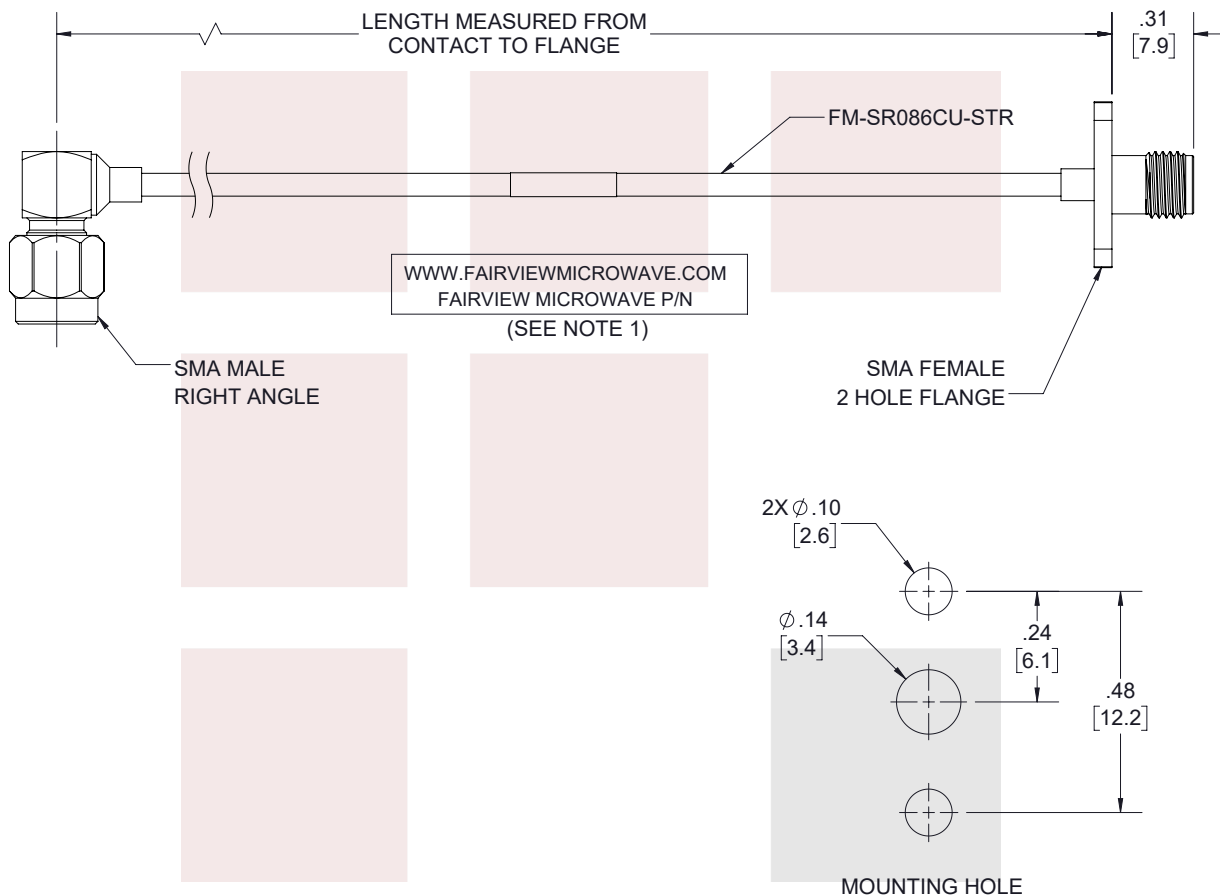 LENGTH MEASURED FROM
CONTACT TO FLANGE
.31
[7.9]
FM-SR086CU-STR
WWW.FAIRVIEWMICROWAVE.COM
FAIRVIEW MICROWAVE P/N
(SEE NOTE 1)
SMA MALE
RIGHT ANGLE
SMA FEMALE
2 HOLE FLANGE
2X ∅ .10
[2.6]
∅ .14
[3.4]
.24
[6.1]
.48
[12.2]
MOUNTING HOLE